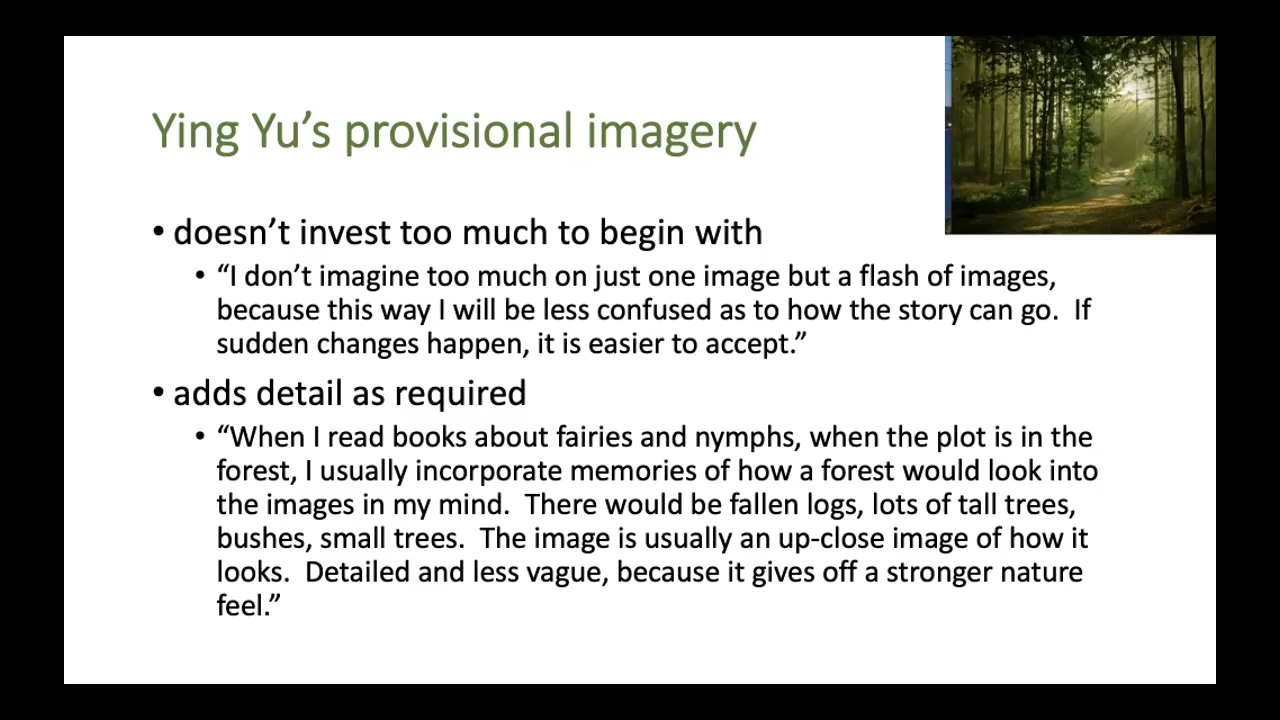 Ying Yu’s provisional imagery
• doesn’t invest too much to begin with
• “I don’t imagine too much on just one image but a flash of images,
because this way I will be less confused as to how the story can go.  If
sudden changes happen, it is easier to accept.”
• adds detail as required
• “When I read books about fairies and nymphs, when the plot is in the
forest, I usually incorporate memories of how a forest would look into
the images in my mind.  There would be fallen logs, lots of tall trees,
bushes, small trees.  The image is usually an up-close image of how it
looks.  Detailed and less vague, because it gives off a stronger nature
feel.”